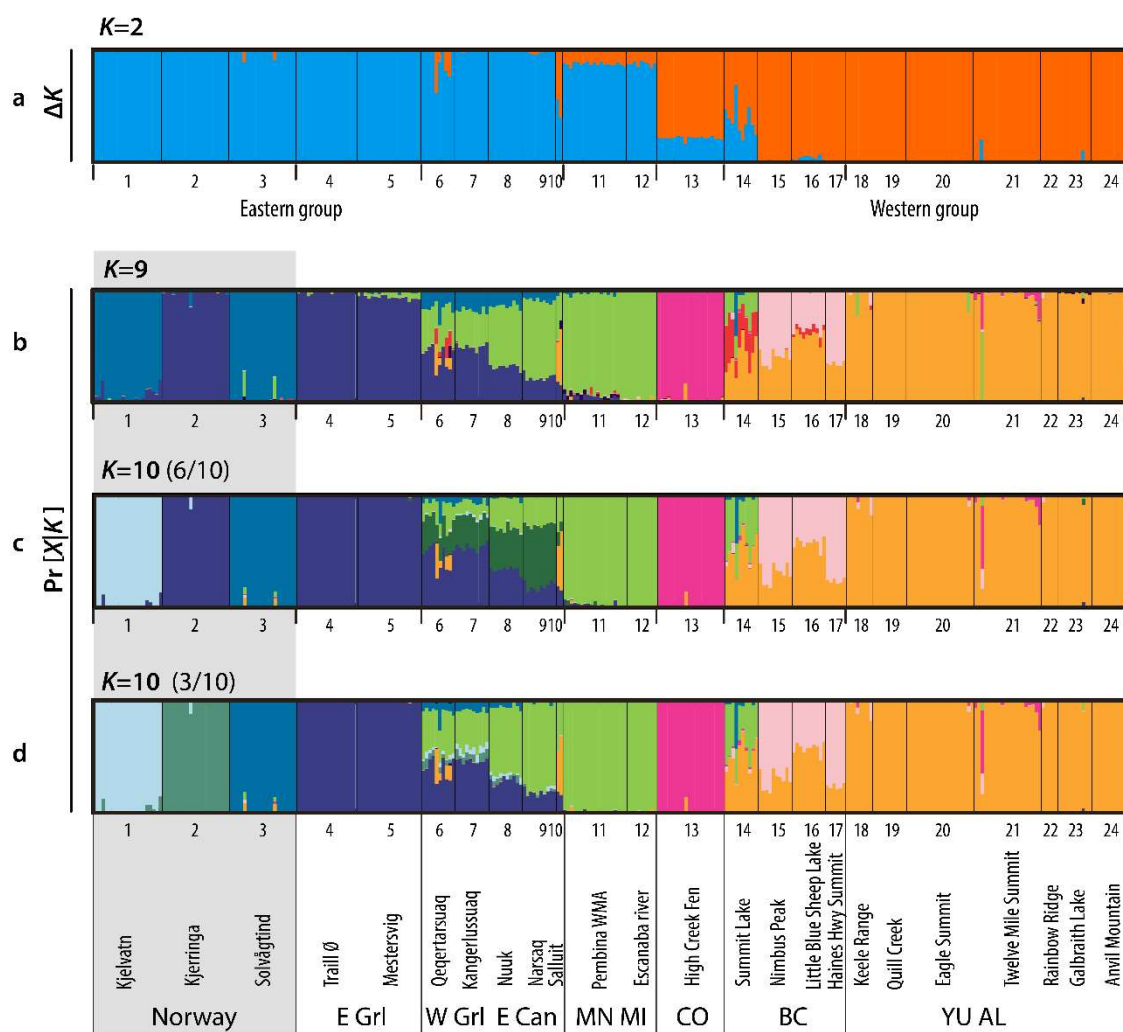 K=2
a
ΔK
1 2 3 4 5 6 7 8 9 10 11 12 13 14 15 16 17 18 19 20 21 22 23 24
Eastern group Western group
K=9
b
1 2 3 4 5 6 7 8 9 10 11 12 13 14 15 16 17 18 19 20 21 22 23 24
K=10 (6/10)
c
Pr [X|K]
1 2 3 4 5 6 7 8 9 10 11 12 13 14 15 16 17 18 19 20 21 22 23 24
K=10 (3/10)
d
1 2 3 4 5 6 7 8 9 10 11 12 13 14 15 16 17 18 19 20 21 22 23 24
Kjelvatn
Kjerringa
Solvågtind
Traill Ø
Mestersvig
Qeqertarsuaq
Kangerlussuaq
Nuuk
Narsaq
Salluit
Pembina WMA
Escanaba river
High Creek Fen
Summit Lake
Nimbus Peak
Little Blue Sheep Lake
Haines Hwy Summit
Keele Range
Quill Creek
Eagle Summit
Twelve Mile Summit
Rainbow Ridge
Galbraith Lake
Anvil Mountain
Norway E Grl W Grl E Can MN MI CO BC YU AL